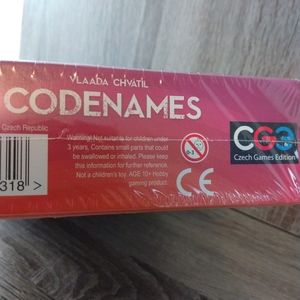 VLAADA CHVÁTIL
CODENAMES
Czech Republic
Warning! Not suitable for children under
3 years. Contains small parts that could
be swallowed or inhaled. Please keep
this information for further reference.
Not a children's toy. AGE 10+ Hobby
gaming product.
0-3
CE
CGE
Czech Games Edition
318 >